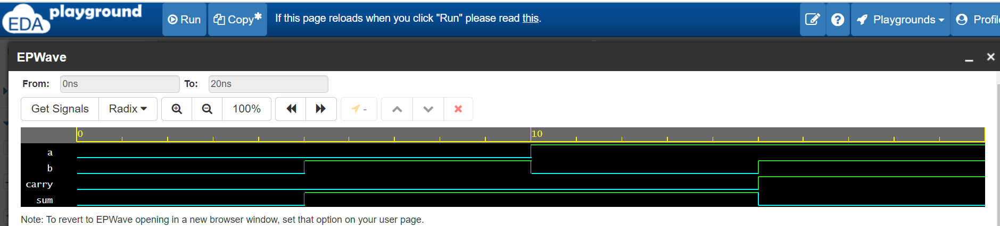 EDA playground
Run
Copy*
If this page reloads when you click "Run" please read this.
Playgrounds
Profile
EPWave
From: 0ns To: 20ns
Get Signals Radix 100% -
0 10
a
b
carry
sum
Note: To revert to EPWave opening in a new browser window, set that option on your user page.